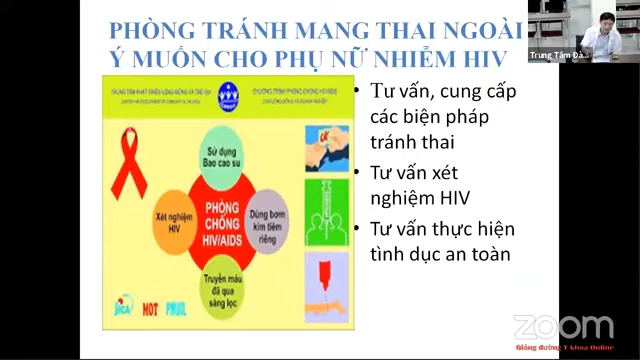 PHÒNG TRÁNH MANG THAI NGOÀI
Ý MUỐN CHO PHỤ NỮ NHIỄM HIV
Trung Tâm Đà...
TRUNG TÂM PHÁT TRIỂN CỘNG ĐỒNG VÀ TRẺ EM
CHƯƠNG TRÌNH PHÒNG CHỐNG HIV/AIDS
Sử dụng
Bao cao su
Xét nghiệm
HIV
PHÒNG
CHỐNG
HIV/AIDS
Dùng bơm
kim tiêm
riêng
Truyền máu
đã qua
sàng lọc
OK
JICA MOT PMUIL
• Tư vấn, cung cấp
các biện pháp
tránh thai
• Tư vấn xét
nghiệm HIV
• Tư vấn thực hiện
tình dục an toàn
zoom
Giảng đường Y khoa Online